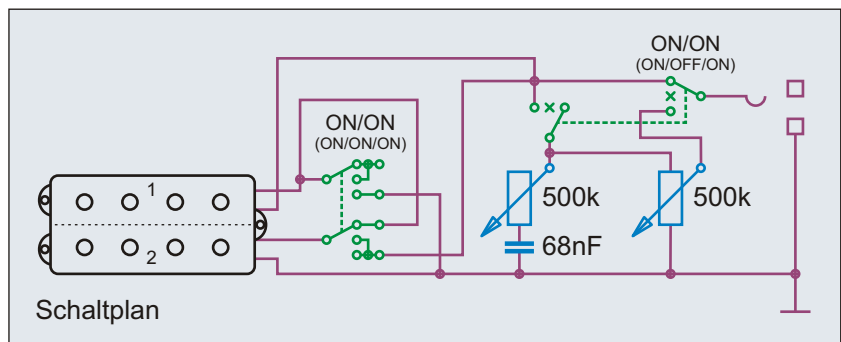 ON/ON
(ON/OFF/ON)
ON/ON
(ON/ON/ON)
1
2
500k
500k
68nF
Schaltplan